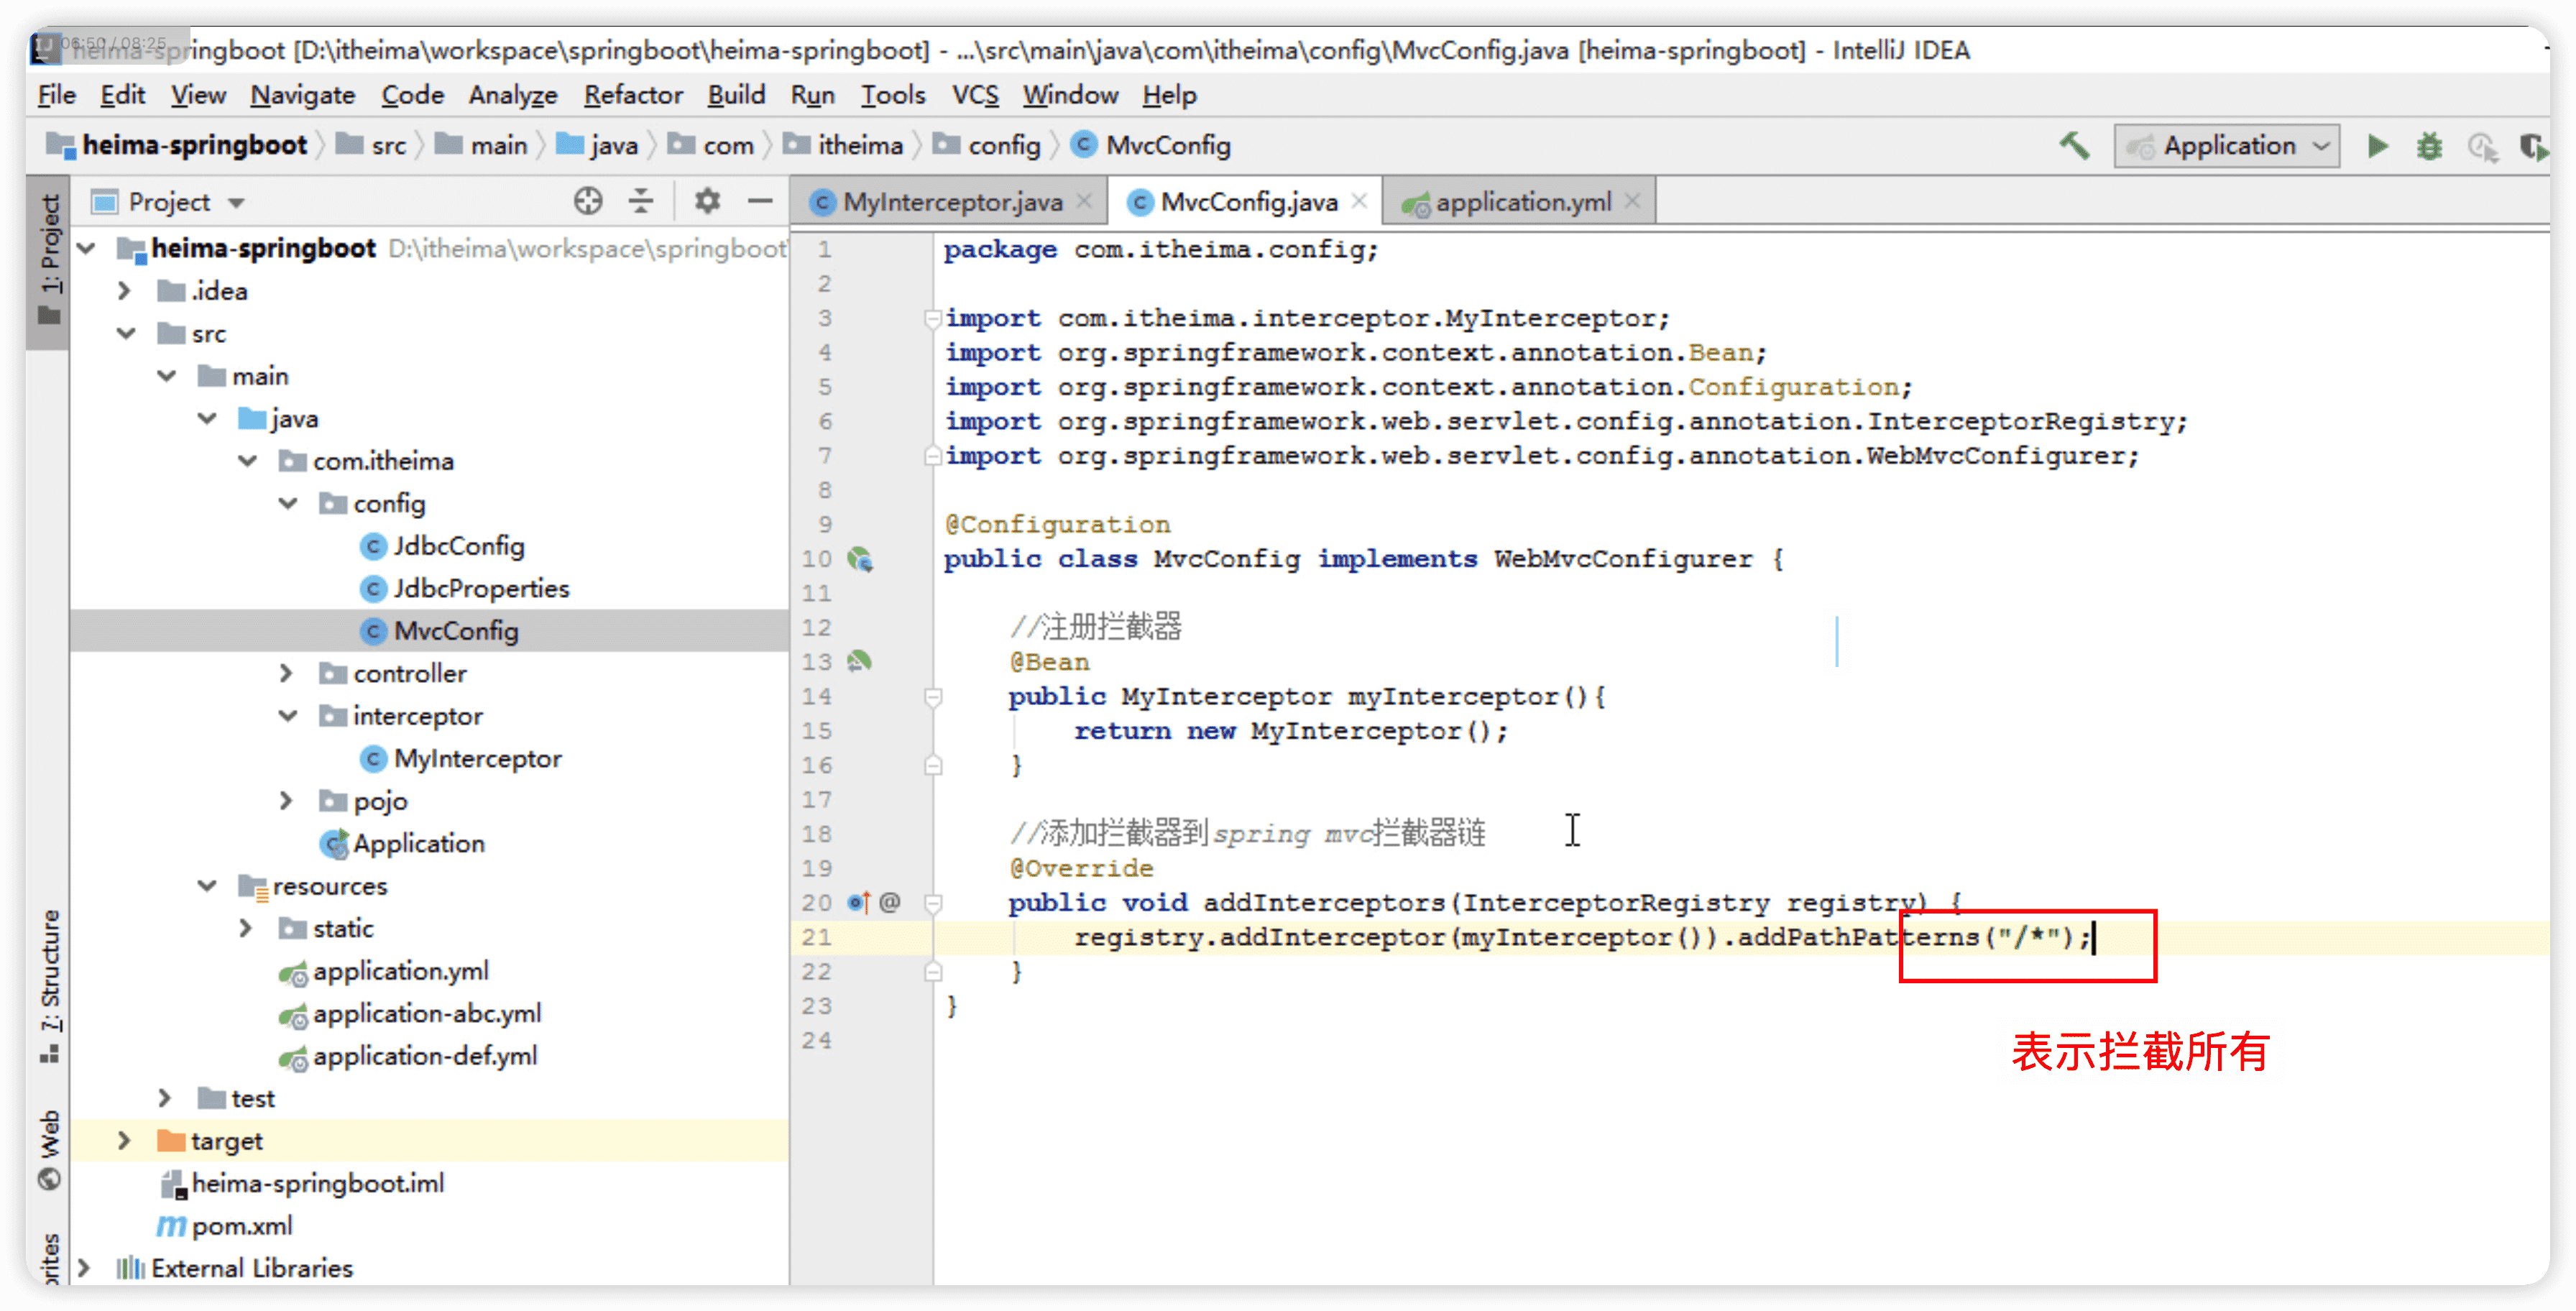 06:50 / 08:25
heima-springboot [D:\itheima\workspace\springboot\heima-springboot] - ...\src\main\java\com\itheima\config\MvcConfig.java [heima-springboot] - IntelliJ IDEA
File Edit View Navigate Code Analyze Refactor Build Run Tools VCS Window Help
heima-springboot src main java com itheima config MvcConfig Application
1: Project
7: Structure
Web
Project
heima-springboot D:\itheima\workspace\springboot
.idea
src
main
java
com.itheima
config
JdbcConfig
JdbcProperties
MvcConfig
controller
interceptor
MyInterceptor
pojo
Application
resources
static
application.yml
application-abc.yml
application-def.yml
test
target
heima-springboot.iml
pom.xml
External Libraries
MyInterceptor.java MvcConfig.java application.yml
1 package com.itheima.config;
2
3 import com.itheima.interceptor.MyInterceptor;
4 import org.springframework.context.annotation.Bean;
5 import org.springframework.context.annotation.Configuration;
6 import org.springframework.web.servlet.config.annotation.InterceptorRegistry;
7 import org.springframework.web.servlet.config.annotation.WebMvcConfigurer;
8
9 @Configuration
10 public class MvcConfig implements WebMvcConfigurer {
11
12 //注册拦截器
13 @Bean
14 public MyInterceptor myInterceptor(){
15 return new MyInterceptor();
16 }
17
18 //添加拦截器到spring mvc拦截器链
19 @Override
20 public void addInterceptors(InterceptorRegistry registry) {
21 registry.addInterceptor(myInterceptor()).addPathPatterns("/*");
22 }
23 }
24
表示拦截所有